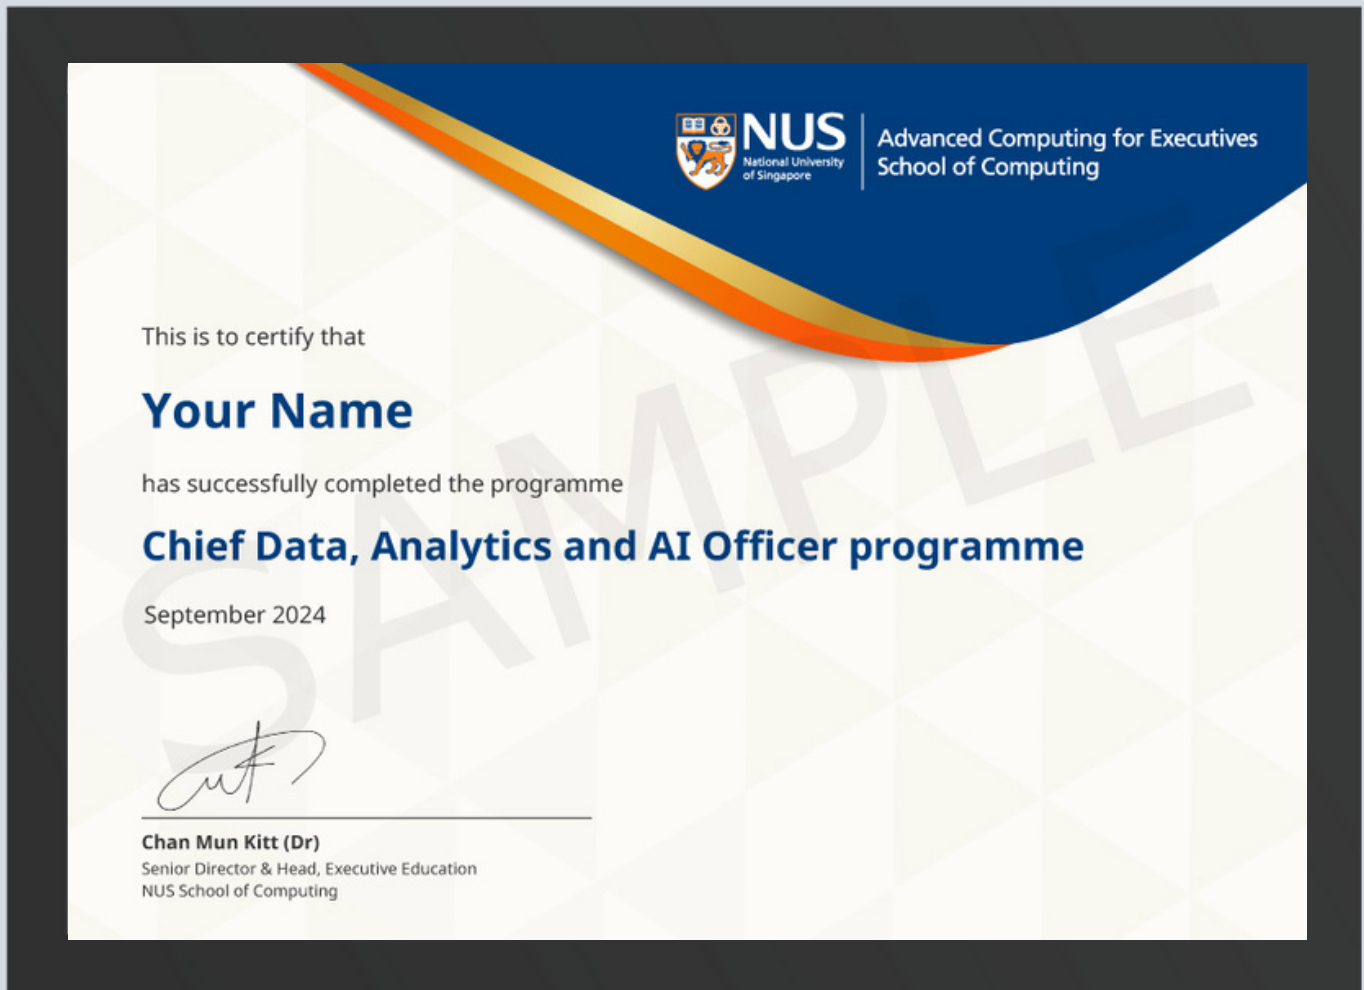 NUS
National University
of Singapore
Advanced Computing for Executives
School of Computing
This is to certify that
Your Name
has successfully completed the programme
Chief Data, Analytics and AI Officer programme
September 2024
SAMPLE
Chan Mun Kitt (Dr)
Senior Director & Head, Executive Education
NUS School of Computing